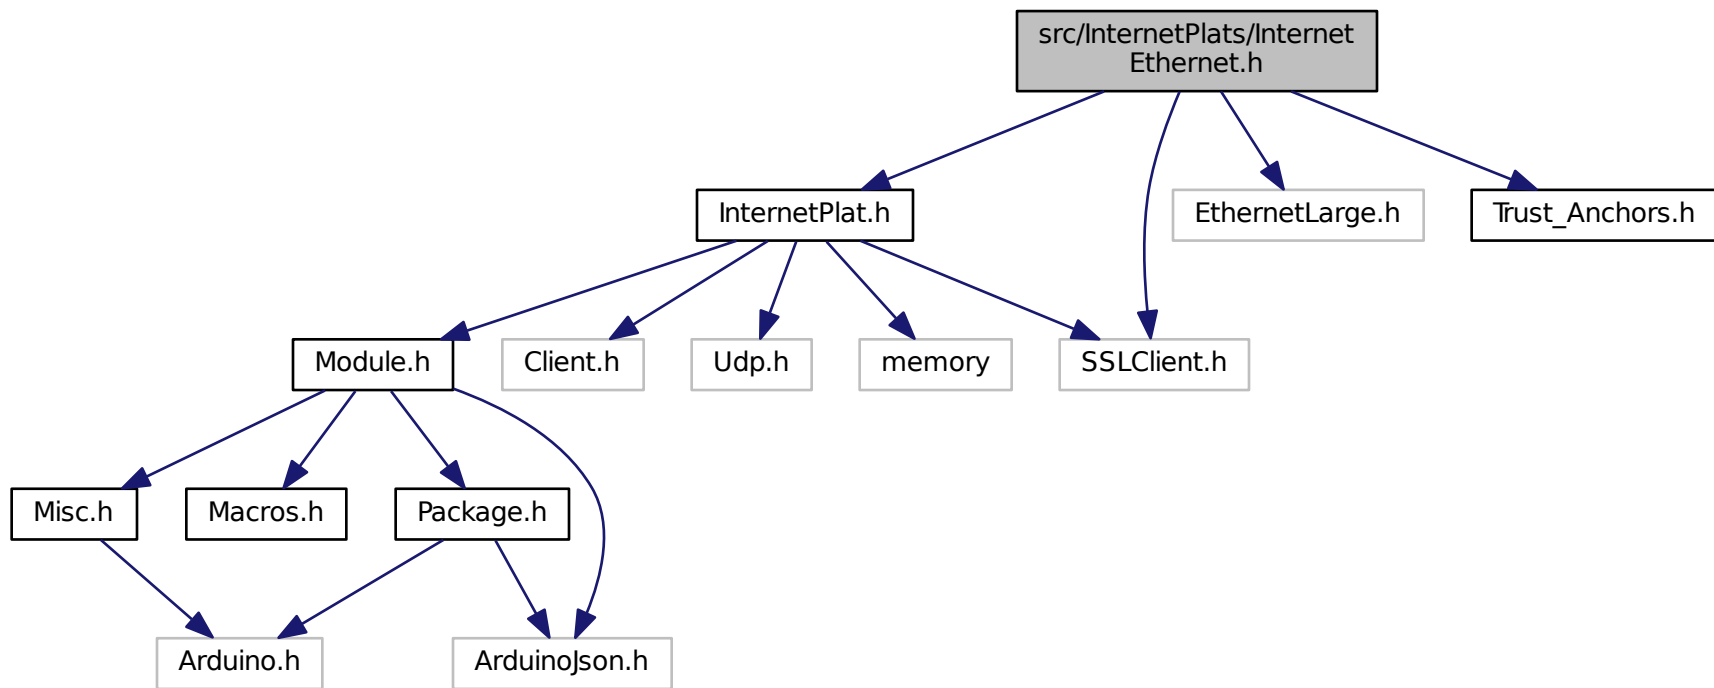 src/InternetPlats/Internet
Ethernet.h
InternetPlat.h
EthernetLarge.h
Trust_Anchors.h
Module.h
Client.h
Udp.h
memory
SSLClient.h
Misc.h
Macros.h
Package.h
Arduino.h
ArduinoJson.h